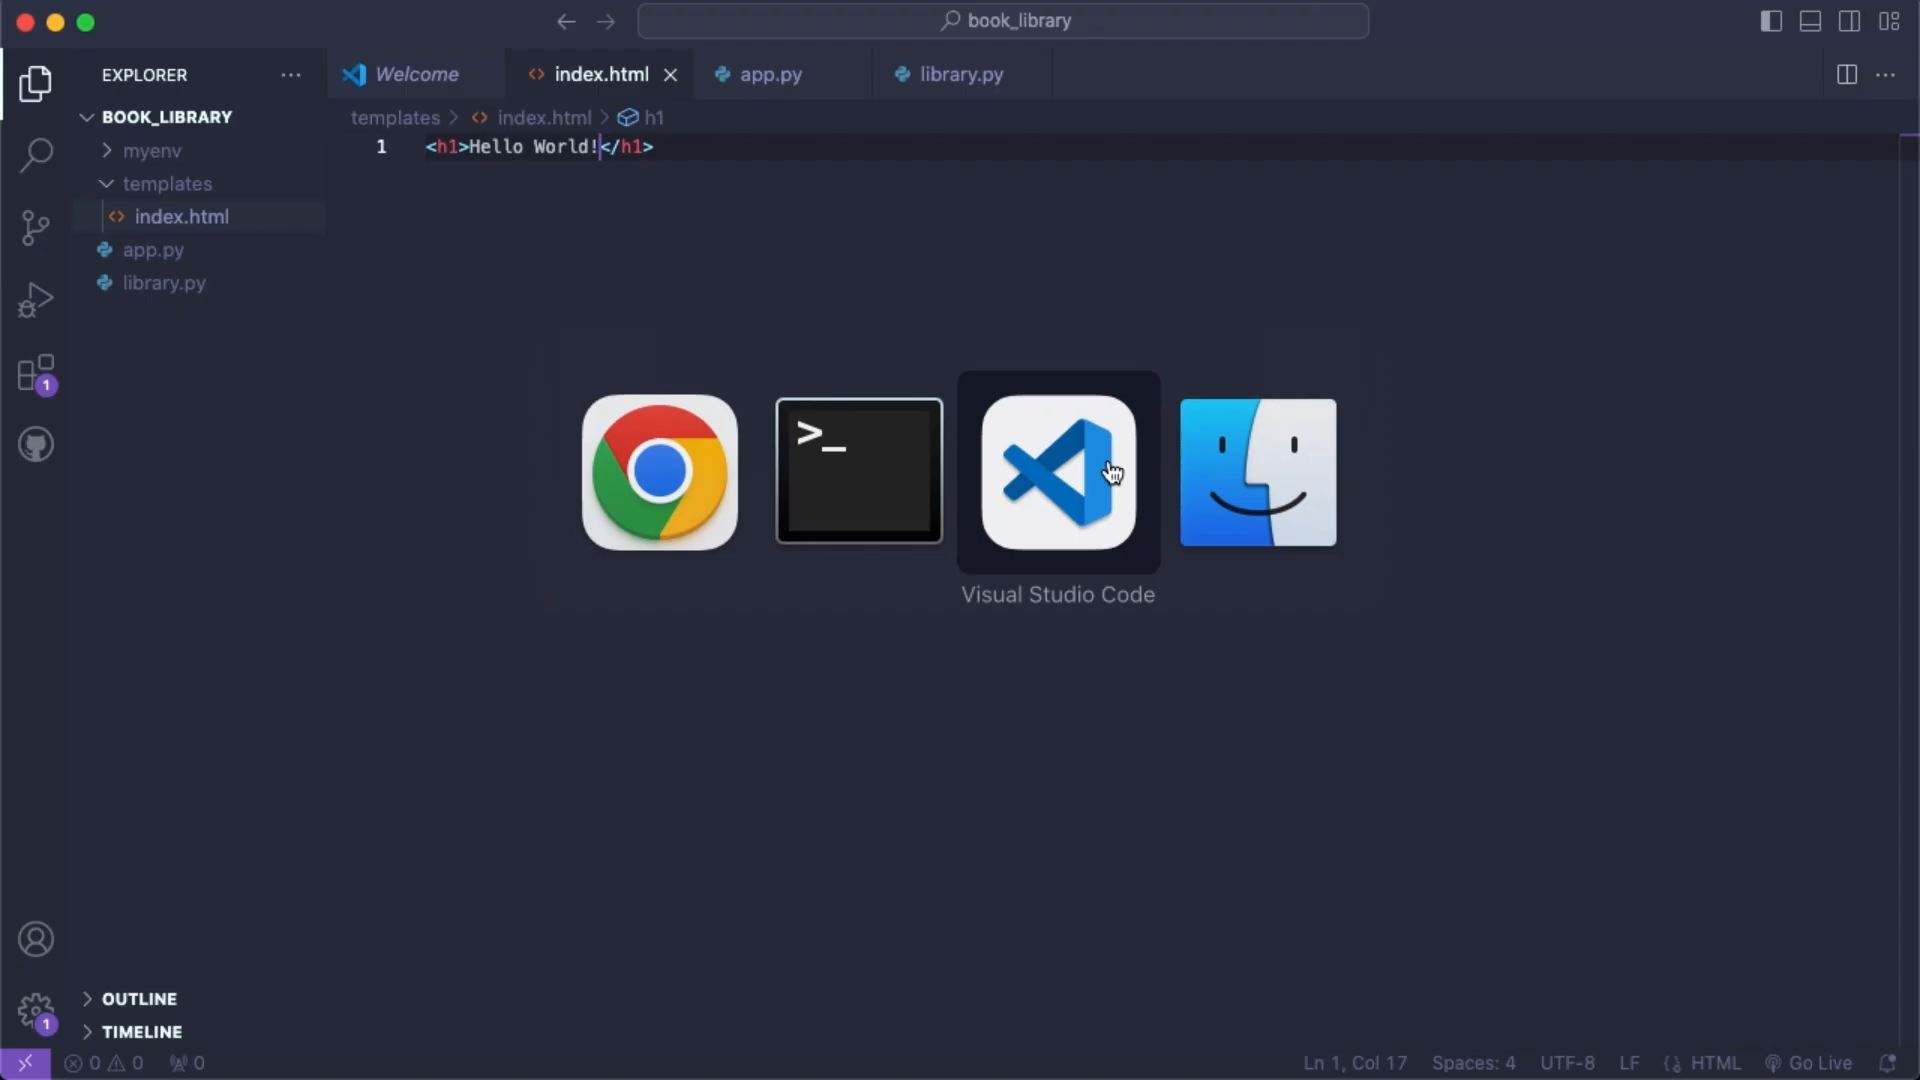 book_library
EXPLORER
Welcome
index.html
app.py
library.py
BOOK_LIBRARY
templates > index.html > h1
myenv
1 <h1>Hello World!</h1>
templates
index.html
app.py
library.py
1
>_
Visual Studio Code
OUTLINE
1
TIMELINE
0 0 0
Ln 1, Col 17 Spaces: 4 UTF-8 LF HTML Go Live